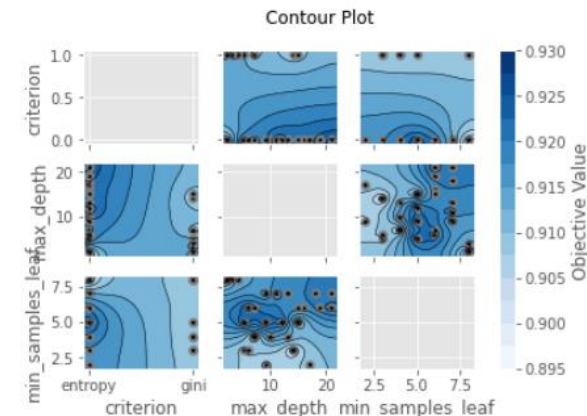 Contour Plot
criterion
1.0
0.5
0.0
max_depth
20
10
min_samples_leaf
7.5
5.0
2.5
entropy gini
criterion
10 20
max_depth
2.5 5.0 7.5
min_samples_leaf
0.930
0.925
0.920
0.915
0.910
0.905
0.900
0.895
Objective Value